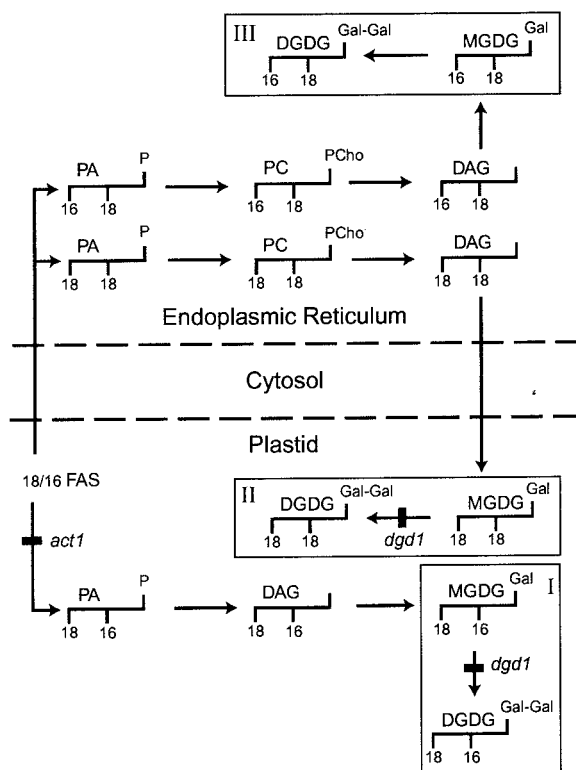 III
DGDG Gal-Gal MGDG Gal
16 18 16 18
PA P PC PCho DAG
16 18 16 18 16 18
PA P PC PCho DAG
18 18 18 18 18 18
Endoplasmic Reticulum
Cytosol
Plastid
18/16 FAS
II
DGDG Gal-Gal MGDG Gal
dgd1
18 18 18 18
act1
I
PA P DAG MGDG Gal
18 16 18 16 18 16
dgd1
DGDG Gal-Gal
18 16